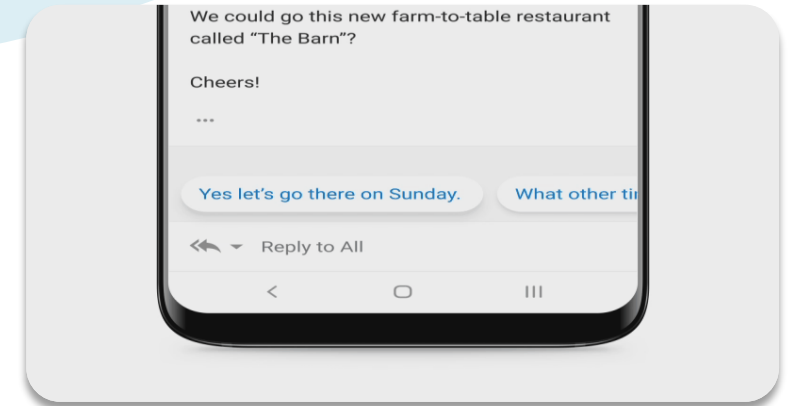 We could go this new farm-to-table restaurant
called “The Barn”?
Cheers!
...
Yes let’s go there on Sunday.
What other
Reply to All